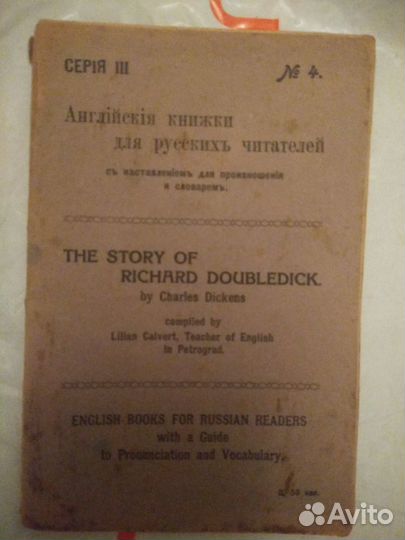 СЕРІЯ III № 4.
Англійскія книжки
для русскихъ читателей
съ наставленіемъ для произношенія
и словаремъ.
THE STORY OF
RICHARD DOUBLEDICK.
by Charles Dickens
compiled by
Lilian Calvert, Teacher of English
in Petrograd.
ENGLISH BOOKS FOR RUSSIAN READERS
with a Guide
to Pronunciation and Vocabulary.
Avito